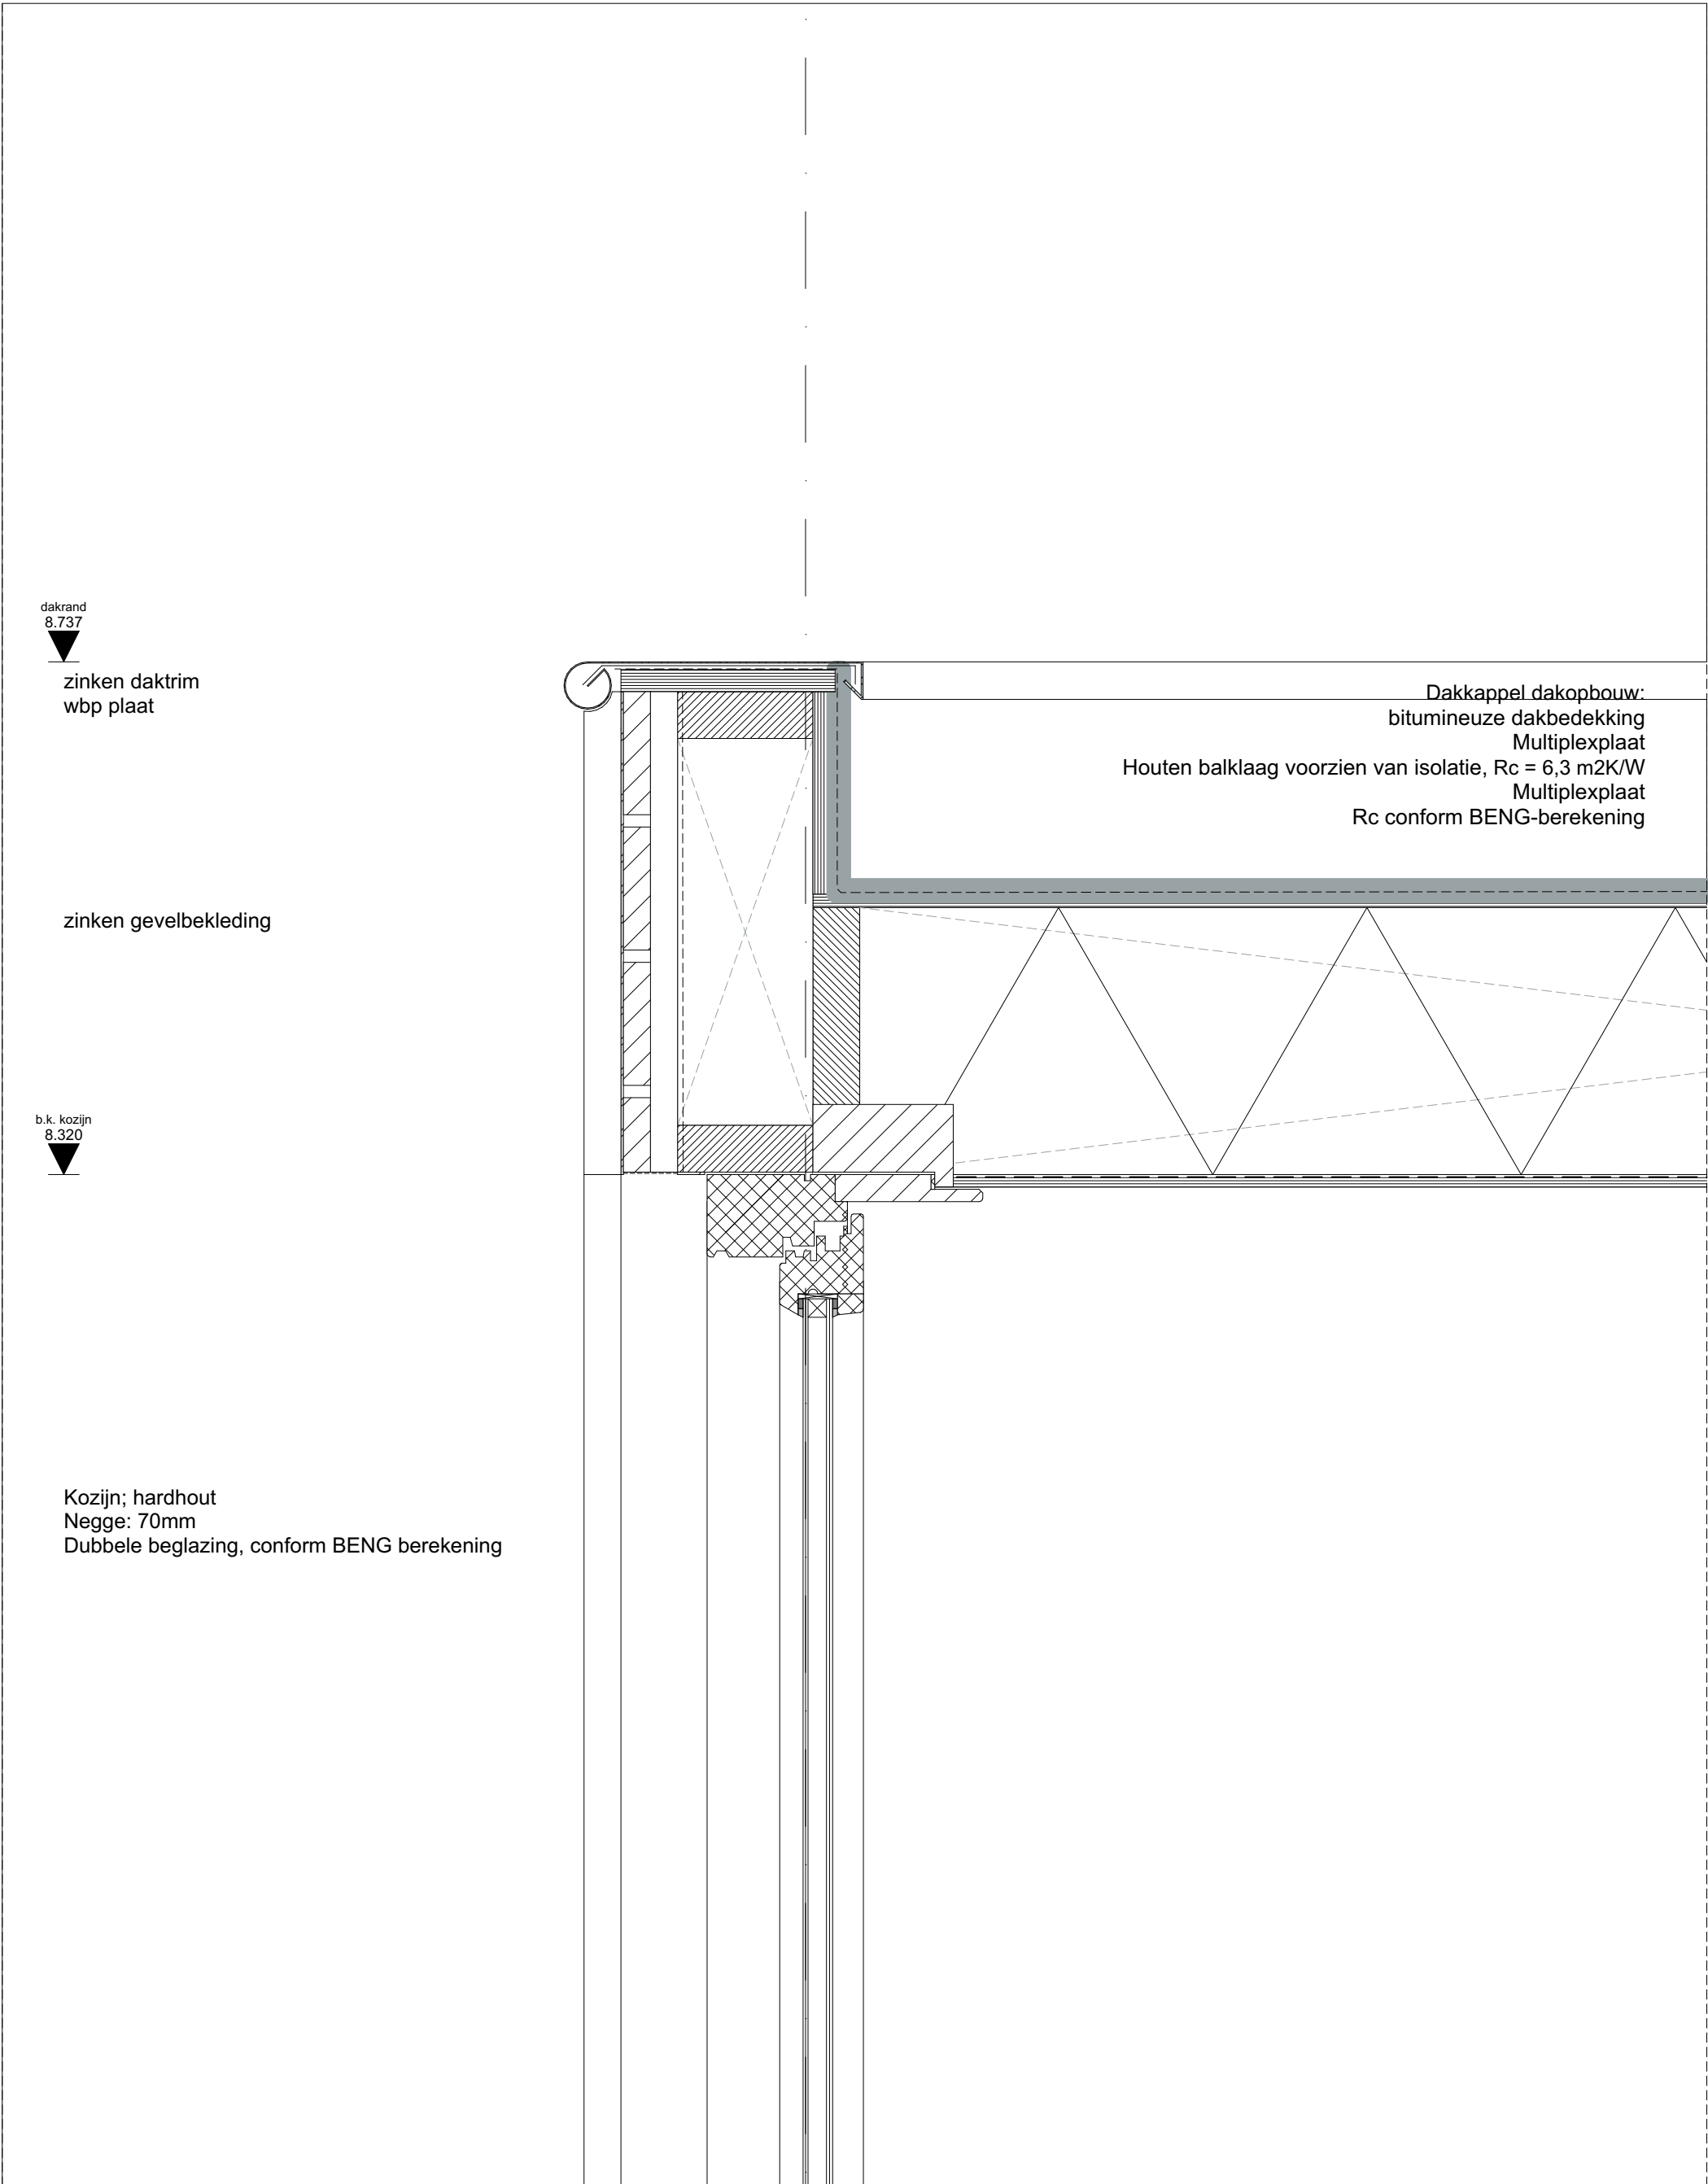 dakrand
8.737
zinken daktrim
wbp plaat
Dakkappel dakopbouw:
bitumineuze dakbedekking
Multiplexplaat
Houten balklaag voorzien van isolatie, Rc = 6,3 m2K/W
Multiplexplaat
Rc conform BENG-berekening
zinken gevelbekleding
b.k. kozijn
8.320
Kozijn; hardhout
Negge: 70mm
Dubbele beglazing, conform BENG berekening